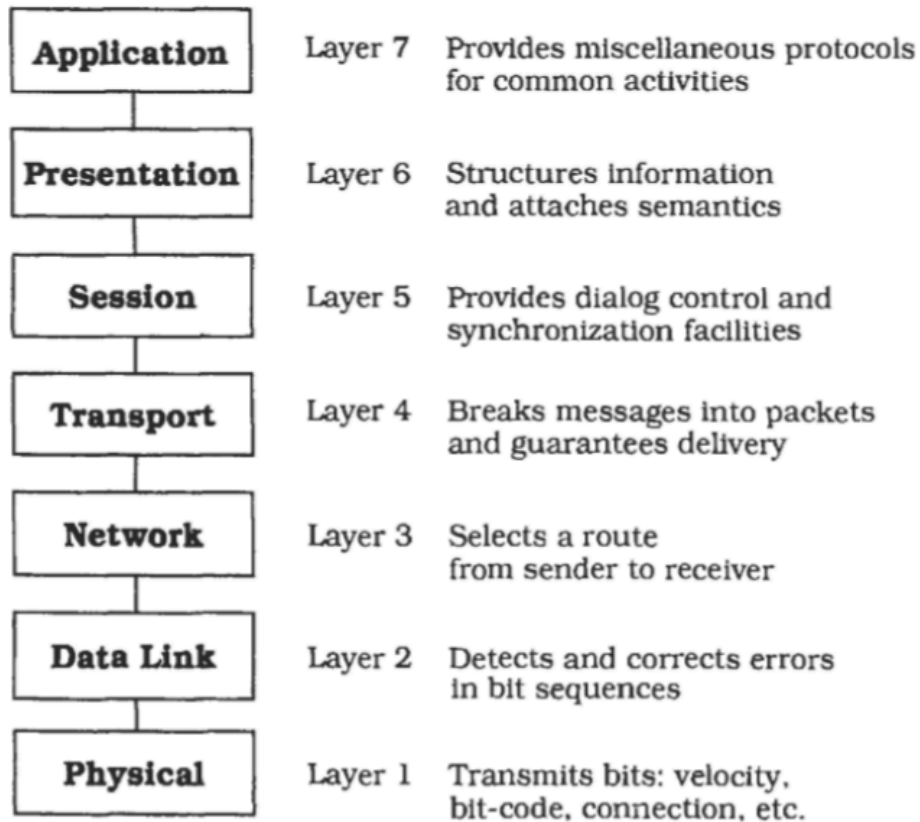 Application Layer 7 Provides miscellaneous protocols
for common activities
Presentation Layer 6 Structures information
and attaches semantics
Session Layer 5 Provides dialog control and
synchronization facilities
Transport Layer 4 Breaks messages into packets
and guarantees delivery
Network Layer 3 Selects a route
from sender to receiver
Data Link Layer 2 Detects and corrects errors
in bit sequences
Physical Layer 1 Transmits bits: velocity,
bit-code, connection, etc.